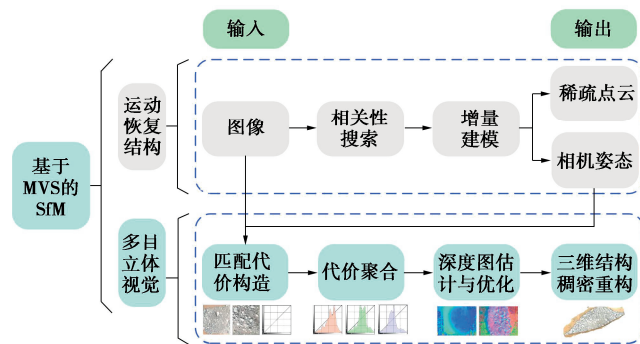 输入
输出
基于
MVS的
SfM
运动
恢复
结构
图像
相关性
搜索
增量
建模
稀疏点云
相机姿态
多目
立体
视觉
匹配代
价构造
代价聚合
深度图估
计与优化
三维结构
稠密重构